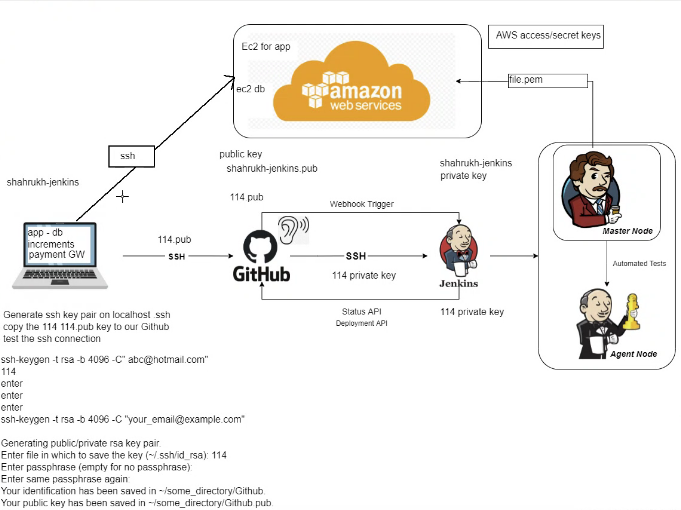 Ec2 for app
AWS access/secret keys
ec2 db
amazon
web services
file.pem
ssh
public key
shahrukh-jenkins.pub
shahrukh-jenkins
private key
shahrukh-jenkins
114 pub
Webhook Trigger
app - db
increments
payment GW
114.pub
SSH
GitHub
SSH
114 private key
Jenkins
Master Node
Automated Tests
Status API
Deployment API
114 private key
Agent Node
Generate ssh key pair on localhost .ssh
copy the 114 114.pub key to our Github
test the ssh connection
ssh-keygen -t rsa -b 4096 -C" abc@hotmail.com"
114
enter
enter
enter
ssh-keygen -t rsa -b 4096 -C "your_email@example.com"
Generating public/private rsa key pair.
Enter file in which to save the key (~/.ssh/id_rsa): 114
Enter passphrase (empty for no passphrase):
Enter same passphrase again:
Your identification has been saved in ~/some_directory/Github.
Your public key has been saved in ~/some_directory/Github pub.